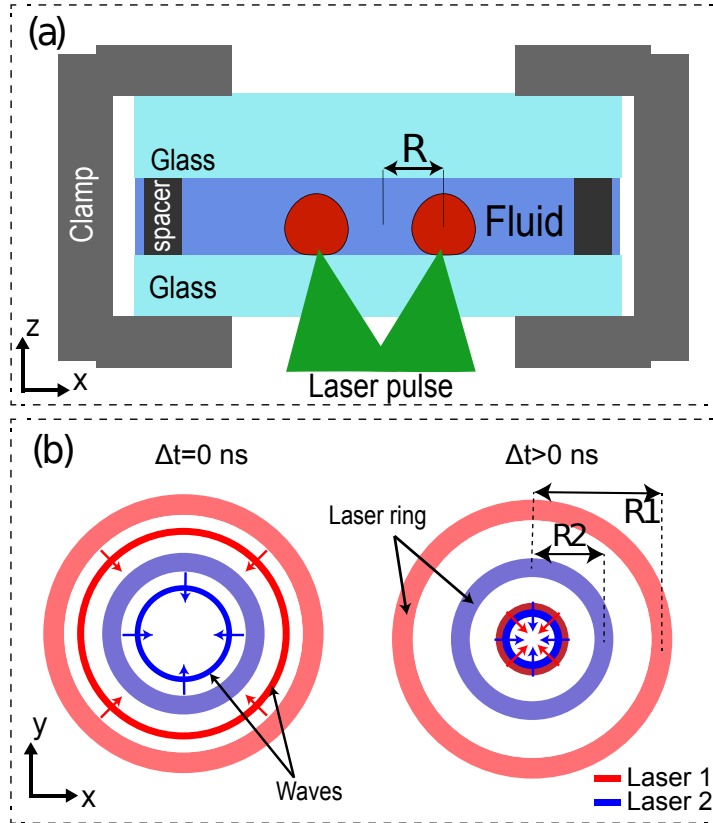 (a)
Glass
R
Clamp
spacer
Fluid
Glass
z
x
Laser pulse
(b)
Δt=0 ns
Δt>0 ns
Laser ring
R1
R2
y
x
Waves
Laser 1
Laser 2